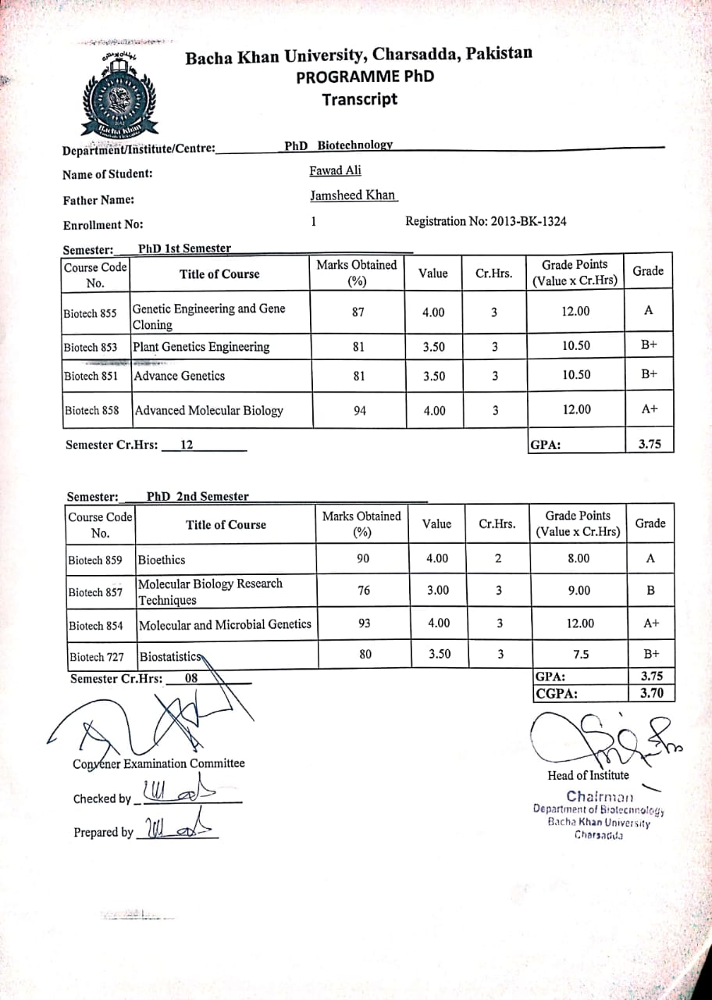 Bacha Khan University, Charsadda, Pakistan
PROGRAMME PhD
Transcript
2012
Bacha Khan
Department/Institute/Centre: PhD Biotechnology
Name of Student: Fawad Ali
Father Name: Jamsheed Khan
Enrollment No: 1 Registration No: 2013-BK-1324
Semester: PhD 1st Semester
Course Code No. Title of Course Marks Obtained (%) Value Cr.Hrs. Grade Points (Value x Cr.Hrs) Grade
Biotech 855 Genetic Engineering and Gene Cloning 87 4.00 3 12.00 A
Biotech 853 Plant Genetics Engineering 81 3.50 3 10.50 B+
Biotech 851 Advance Genetics 81 3.50 3 10.50 B+
Biotech 858 Advanced Molecular Biology 94 4.00 3 12.00 A+
Semester Cr.Hrs: 12 GPA: 3.75
Semester: PhD 2nd Semester
Course Code No. Title of Course Marks Obtained (%) Value Cr.Hrs. Grade Points (Value x Cr.Hrs) Grade
Biotech 859 Bioethics 90 4.00 2 8.00 A
Biotech 857 Molecular Biology Research Techniques 76 3.00 3 9.00 B
Biotech 854 Molecular and Microbial Genetics 93 4.00 3 12.00 A+
Biotech 727 Biostatistics 80 3.50 3 7.5 B+
Semester Cr.Hrs: 08 GPA: 3.75
CGPA: 3.70
Convener Examination Committee
Head of Institute
Checked by
Chairman
Department of Biotechnology
Bacha Khan University
Charsadda
Prepared by